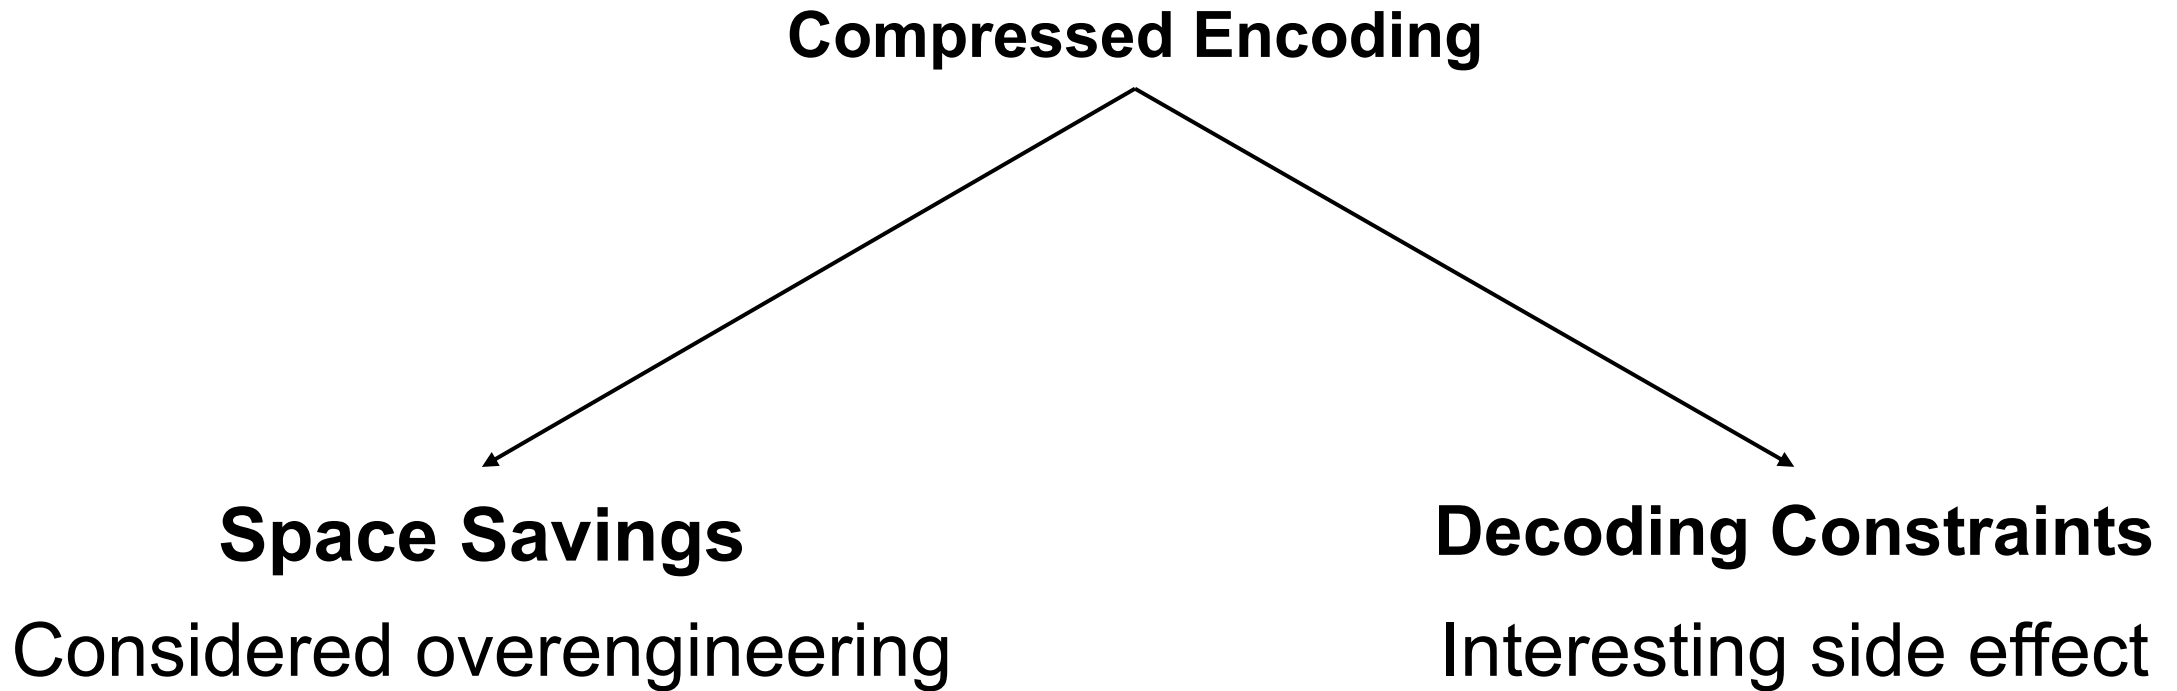 Compressed Encoding
Space Savings
Decoding Constraints
Considered overengineering
Interesting side effect